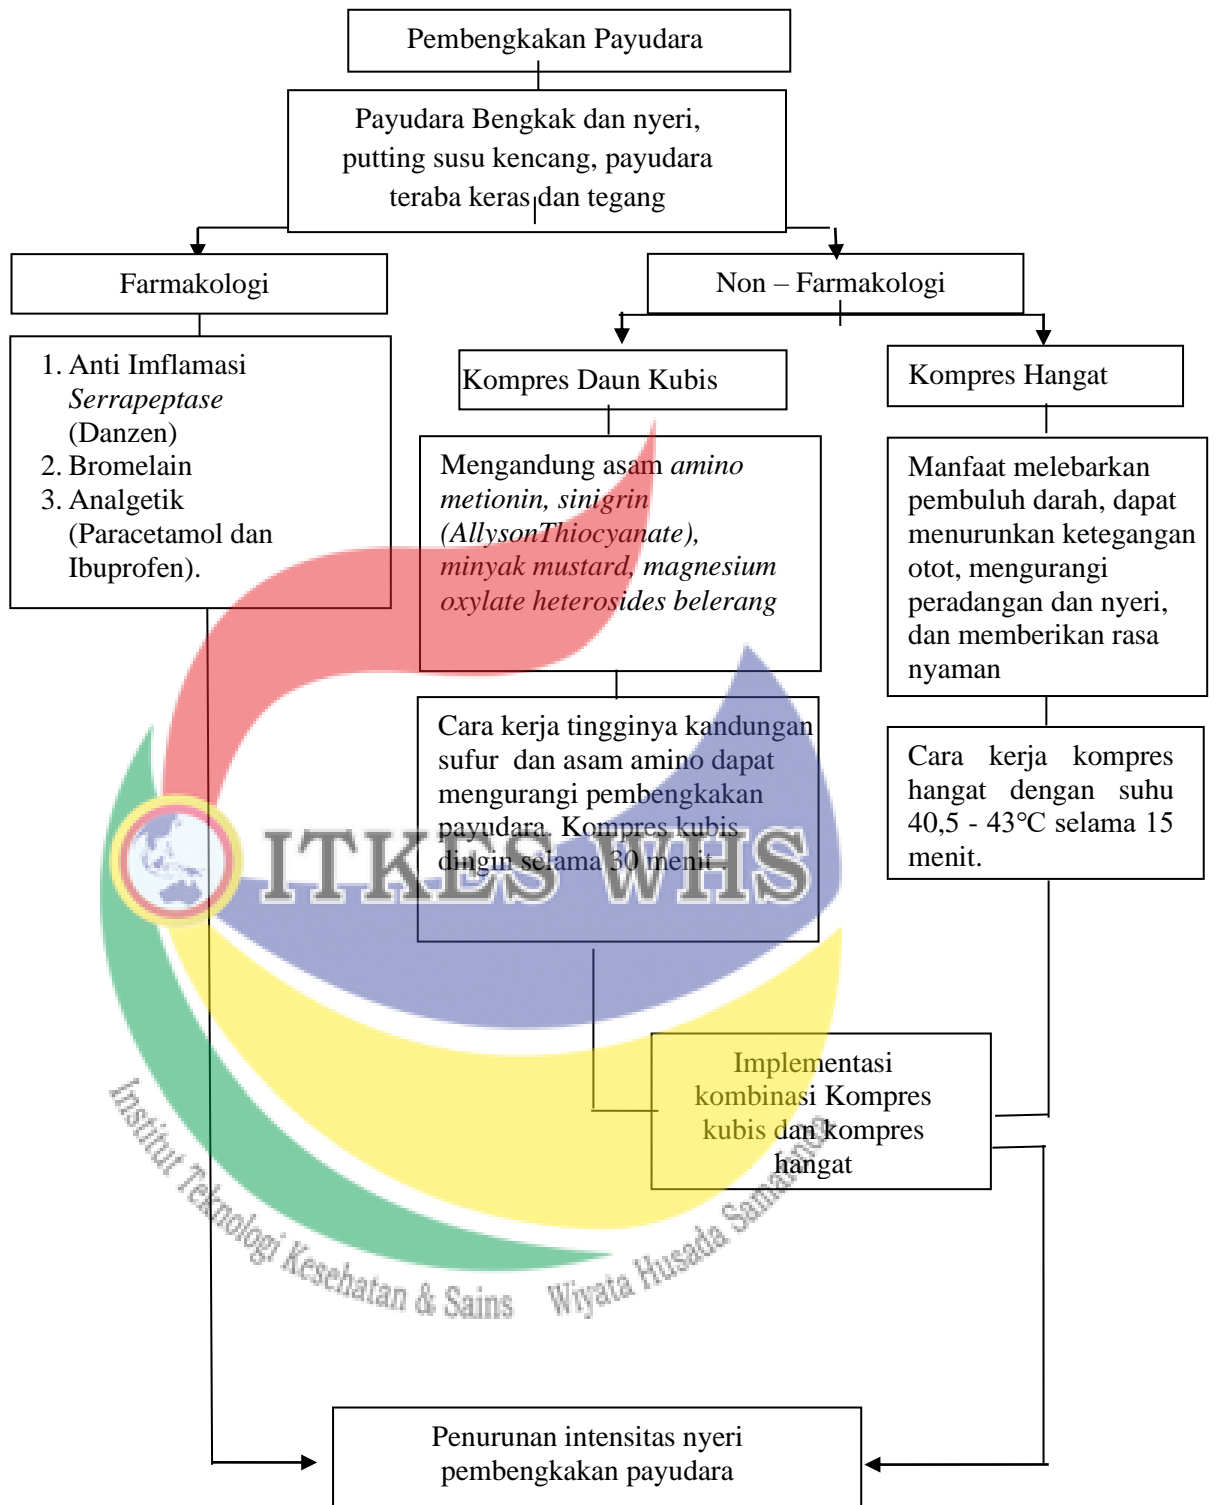 Pembengkakan Payudara
Payudara Bengkak dan nyeri,
putting susu kencang, payudara
teraba keras dan tegang
Farmakologi
Non – Farmakologi
1. Anti Imflamasi
Serrapeptase
(Danzen)
2. Bromelain
3. Analgetik
(Paracetamol dan
Ibuprofen).
Kompres Daun Kubis
Mengandung asam amino
metionin, sinigrin
(AllysonThiocyanate),
minyak mustard, magnesium
oxylate heterosides belerang
Cara kerja tingginya kandungan
sufur dan asam amino dapat
mengurangi pembengkakan
payudara. Kompres kubis
dingin selama 30 menit .
Kompres Hangat
Manfaat melebarkan
pembuluh darah, dapat
menurunkan ketegangan
otot, mengurangi
peradangan dan nyeri,
dan memberikan rasa
nyaman
Cara kerja kompres
hangat dengan suhu
40,5 - 43°C selama 15
menit.
ITKES WHS
Implementasi
kombinasi Kompres
kubis dan kompres
hangat
Institut Teknologi Kesehatan & Sains Wiyata Husada Samarinda
Penurunan intensitas nyeri
pembengkakan payudara